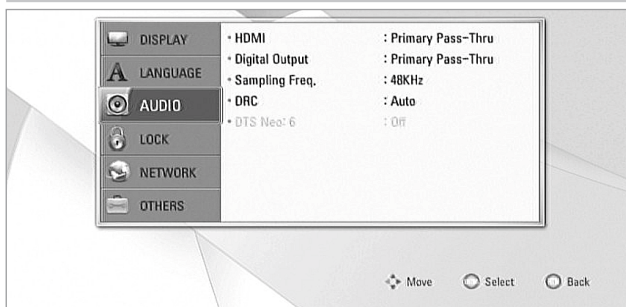 DISPLAY
LANGUAGE
AUDIO
LOCK
NETWORK
OTHERS
• HDMI : Primary Pass-Thru
• Digital Output : Primary Pass-Thru
• Sampling Freq. : 48KHz
• DRC : Auto
• DTS Neo: 6 : Off
Move Select Back